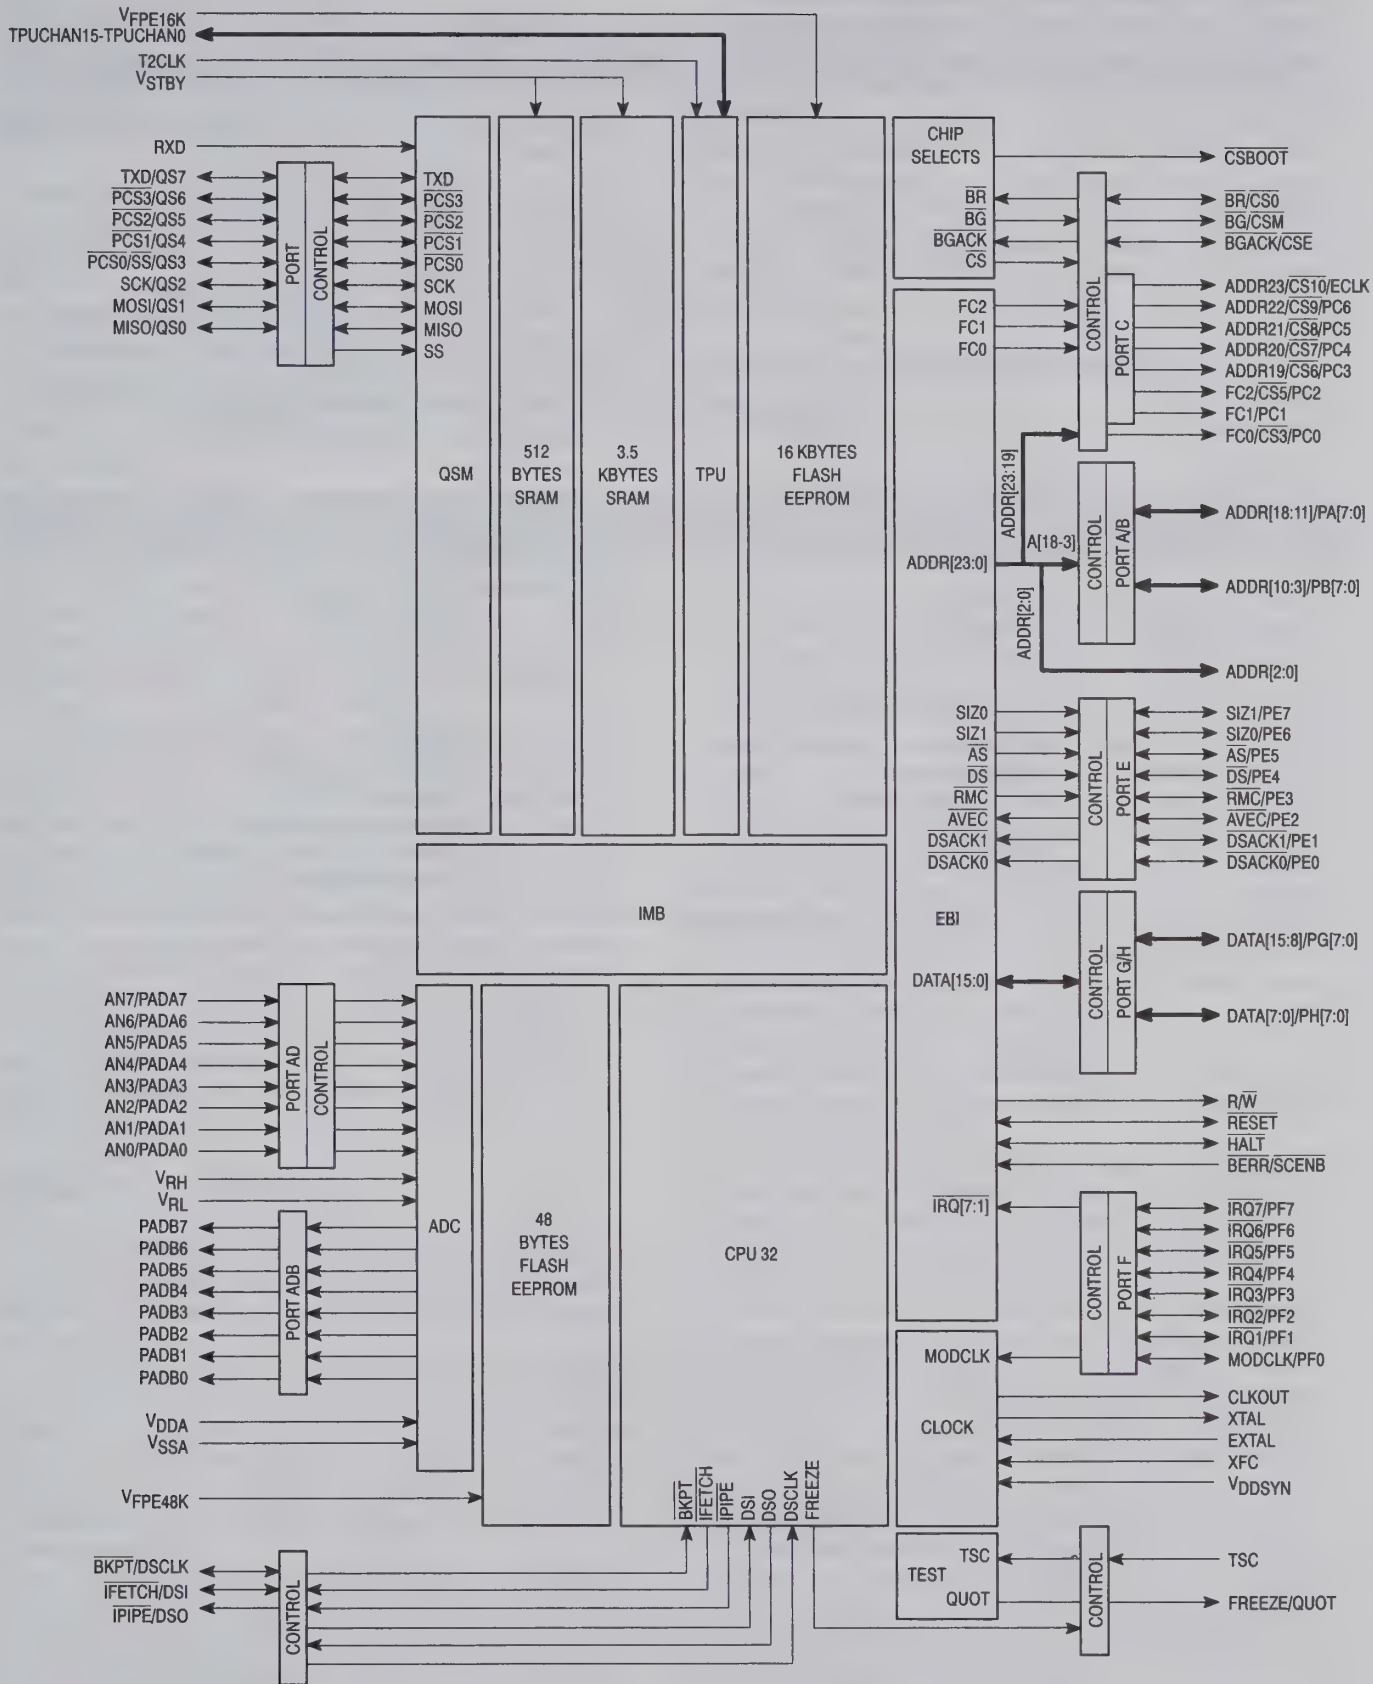 VFPE16K
TPUCHAN15-TPUCHAN0
T2CLK
VSTBY
RXD
TXD/QS7
PCS3/QS6
PCS2/QS5
PCS1/QS4
PCS0/SS/QS3
SCK/QS2
MOSI/QS1
MISO/QS0
PORT
CONTROL
TXD
PCS3
PCS2
PCS1
PCS0
SCK
MOSI
MISO
SS
QSM
512
BYTES
SRAM
3.5
KBYTES
SRAM
TPU
16 KBYTES
FLASH
EEPROM
CHIP
SELECTS
BR
BG
BGACK
CS
FC2
FC1
FC0
CONTROL
PORT C
CSBOOT
BR/CS0
BG/CSM
BGACK/CSE
ADDR23/CS10/ECLK
ADDR22/CS9/PC6
ADDR21/CS8/PC5
ADDR20/CS7/PC4
ADDR19/CS6/PC3
FC2/CS5/PC2
FC1/PC1
FC0/CS3/PC0
ADDR[23:0]
ADDR[23:19]
A[18-3]
ADDR[2:0]
CONTROL
PORT A/B
ADDR[18:11]/PA[7:0]
ADDR[10:3]/PB[7:0]
ADDR[2:0]
SIZ0
SIZ1
AS
DS
RMC
AVEC
DSACK1
DSACK0
CONTROL
PORT E
SIZ1/PE7
SIZ0/PE6
AS/PE5
DS/PE4
RMC/PE3
AVEC/PE2
DSACK1/PE1
DSACK0/PE0
IMB
EBI
DATA[15:0]
CONTROL
PORT G/H
DATA[15:8]/PG[7:0]
DATA[7:0]/PH[7:0]
AN7/PADA7
AN6/PADA6
AN5/PADA5
AN4/PADA4
AN3/PADA3
AN2/PADA2
AN1/PADA1
AN0/PADA0
PORT AD
CONTROL
VRH
VRL
PADB7
PADB6
PADB5
PADB4
PADB3
PADB2
PADB1
PADB0
PORT ADB
VDDA
VSSA
VFPE48K
ADC
48
BYTES
FLASH
EEPROM
CPU 32
R/W
RESET
HALT
BERR/SCENB
IRQ[7:1]
CONTROL
PORT F
IRQ7/PF7
IRQ6/PF6
IRQ5/PF5
IRQ4/PF4
IRQ3/PF3
IRQ2/PF2
IRQ1/PF1
MODCLK/PF0
MODCLK
CLOCK
CLKOUT
XTAL
EXTAL
XFC
VDDSYN
BKPT
IFETCH
IPIPE
DSI
DSO
DSCLK
FREEZE
BKPT/DSCLK
IFETCH/DSI
IPIPE/DSO
CONTROL
TSC
TEST
QUOT
CONTROL
TSC
FREEZE/QUOT